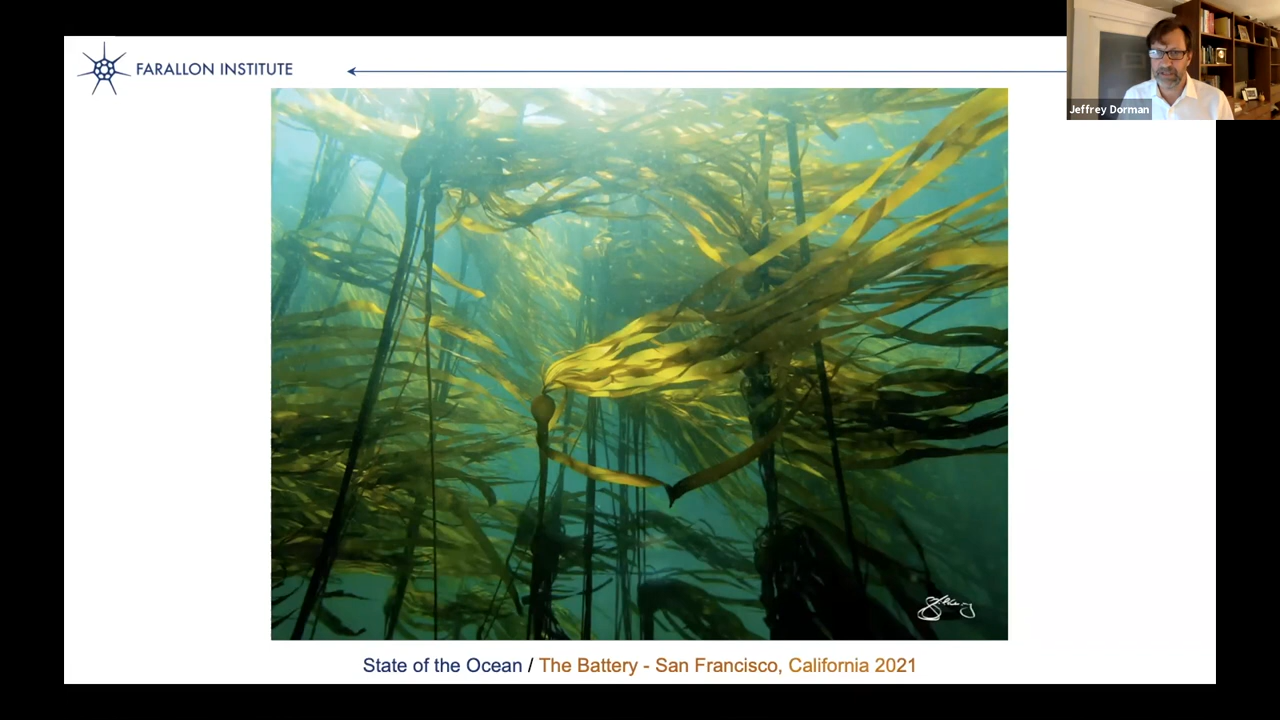 FARALLON INSTITUTE
Jeffrey Dorman
State of the Ocean / The Battery - San Francisco, California 2021